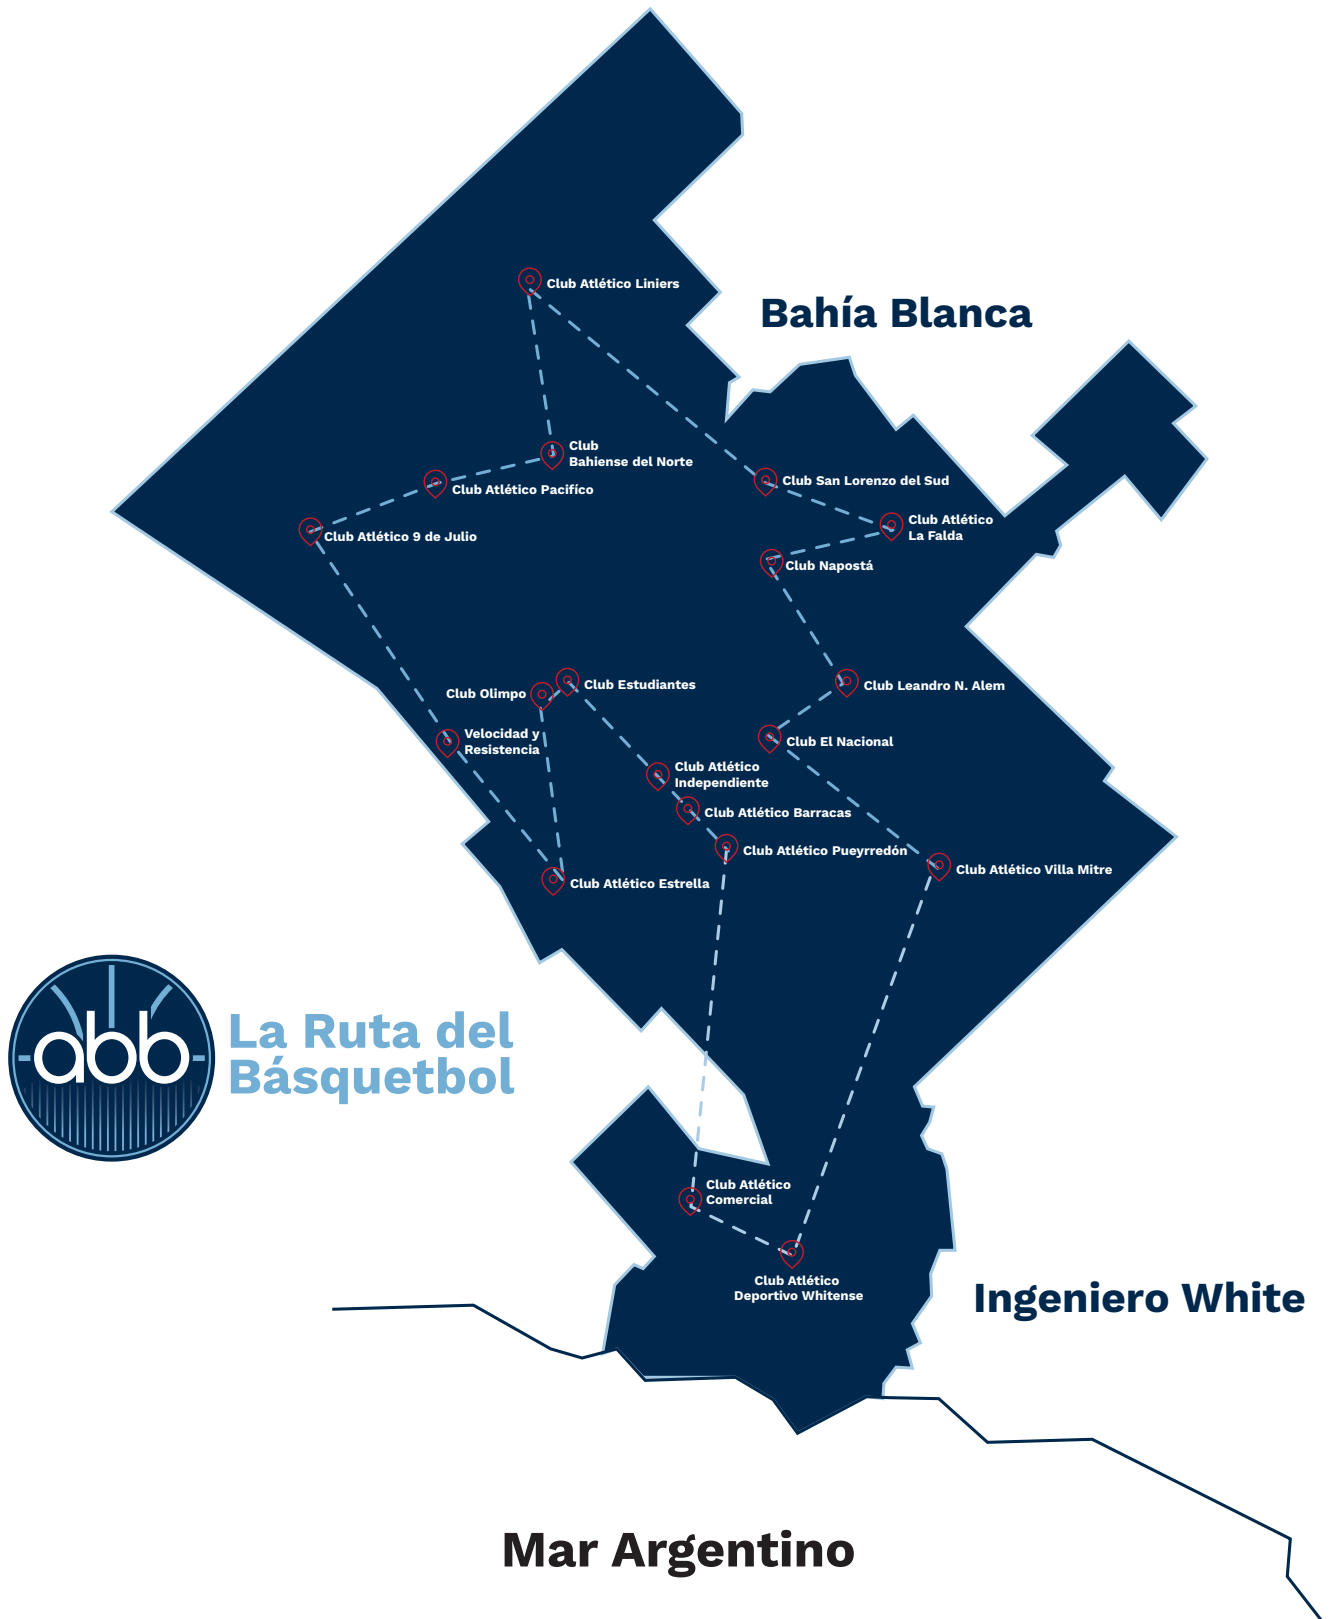 Club Atlético Liniers
Bahía Blanca
Club
Bahiense del Norte
Club Atlético Pacifíco
Club San Lorenzo del Sud
Club Atlético
La Falda
Club Atlético 9 de Julio
Club Napostá
Club Olimpo
Club Estudiantes
Club Leandro N. Alem
Velocidad y
Resistencia
Club El Nacional
Club Atlético
Independiente
Club Atlético Barracas
Club Atlético Pueyrredón
Club Atlético Villa Mitre
Club Atlético Estrella
abb
La Ruta del
Básquetbol
Club Atlético
Comercial
Club Atlético
Deportivo Whitense
Ingeniero White
Mar Argentino